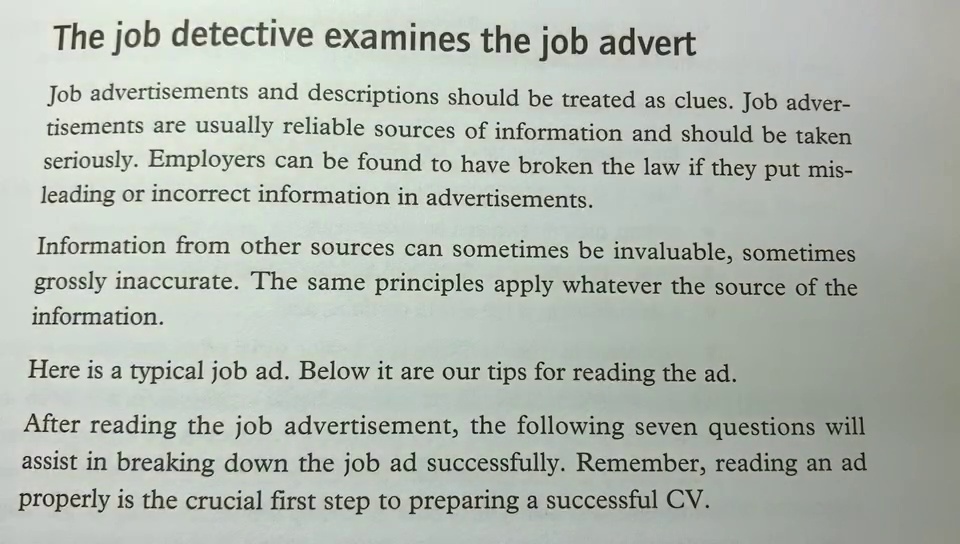 The job detective examines the job advert
Job advertisements and descriptions should be treated as clues. Job adver-
tisements are usually reliable sources of information and should be taken
seriously. Employers can be found to have broken the law if they put mis-
leading or incorrect information in advertisements.
Information from other sources can sometimes be invaluable, sometimes
grossly inaccurate. The same principles apply whatever the source of the
information.
Here is a typical job ad. Below it are our tips for reading the ad.
After reading the job advertisement, the following seven questions will
assist in breaking down the job ad successfully. Remember, reading an ad
properly is the crucial first step to preparing a successful CV.